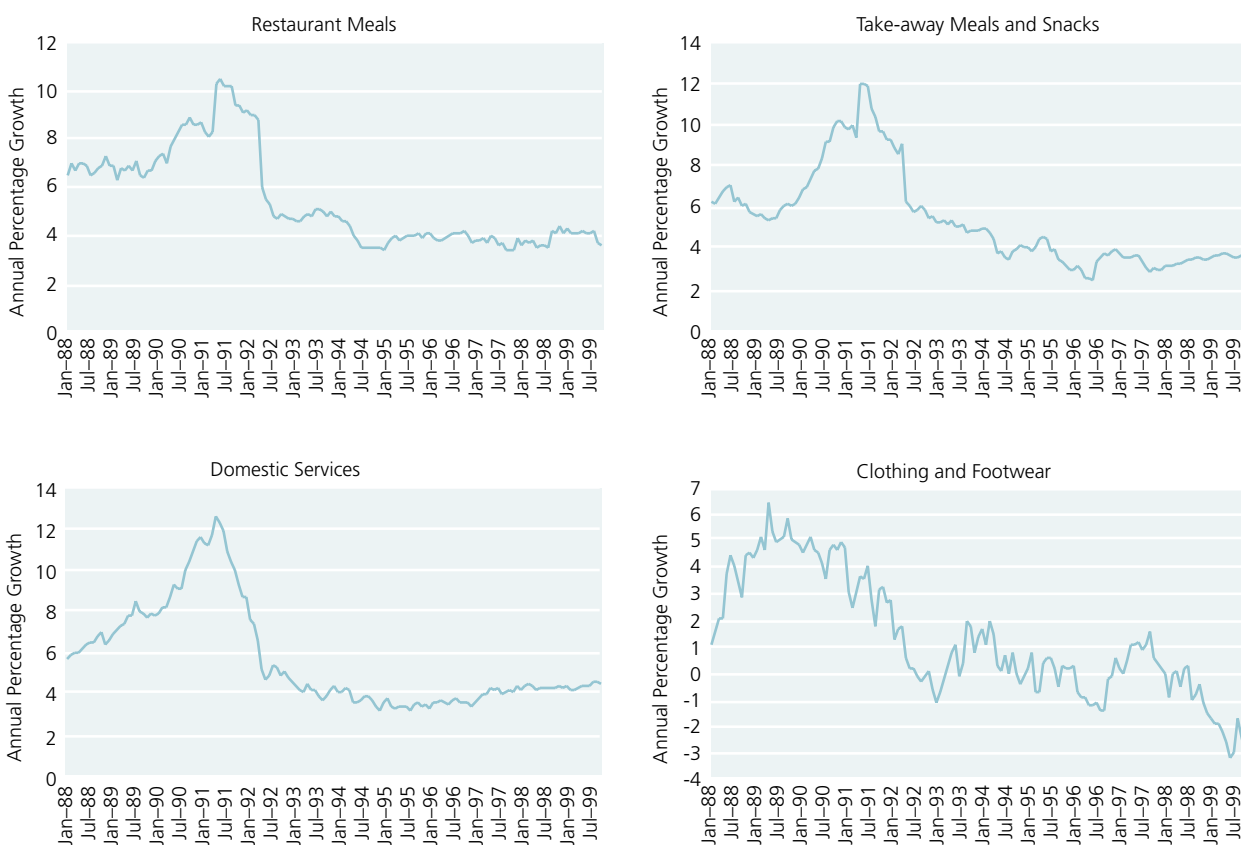 Restaurant Meals
Annual Percentage Growth
12
10
8
6
4
2
0
Jan–88
Jul–88
Jan–89
Jul–89
Jan–90
Jul–90
Jan–91
Jul–91
Jan–92
Jul–92
Jan–93
Jul–93
Jan–94
Jul–94
Jan–95
Jul–95
Jan–96
Jul–96
Jan–97
Jul–97
Jan–98
Jul–98
Jan–99
Jul–99
Take-away Meals and Snacks
Annual Percentage Growth
14
12
10
8
6
4
2
0
Jan–88
Jul–88
Jan–89
Jul–89
Jan–90
Jul–90
Jan–91
Jul–91
Jan–92
Jul–92
Jan–93
Jul–93
Jan–94
Jul–94
Jan–95
Jul–95
Jan–96
Jul–96
Jan–97
Jul–97
Jan–98
Jul–98
Jan–99
Jul–99
Domestic Services
Annual Percentage Growth
14
12
10
8
6
4
2
0
Jan–88
Jul–88
Jan–89
Jul–89
Jan–90
Jul–90
Jan–91
Jul–91
Jan–92
Jul–92
Jan–93
Jul–93
Jan–94
Jul–94
Jan–95
Jul–95
Jan–96
Jul–96
Jan–97
Jul–97
Jan–98
Jul–98
Jan–99
Jul–99
Clothing and Footwear
Annual Percentage Growth
7
6
5
4
3
2
1
0
-1
-2
-3
-4
Jan–88
Jul–88
Jan–89
Jul–89
Jan–90
Jul–90
Jan–91
Jul–91
Jan–92
Jul–92
Jan–93
Jul–93
Jan–94
Jul–94
Jan–95
Jul–95
Jan–96
Jul–96
Jan–97
Jul–97
Jan–98
Jul–98
Jan–99
Jul–99